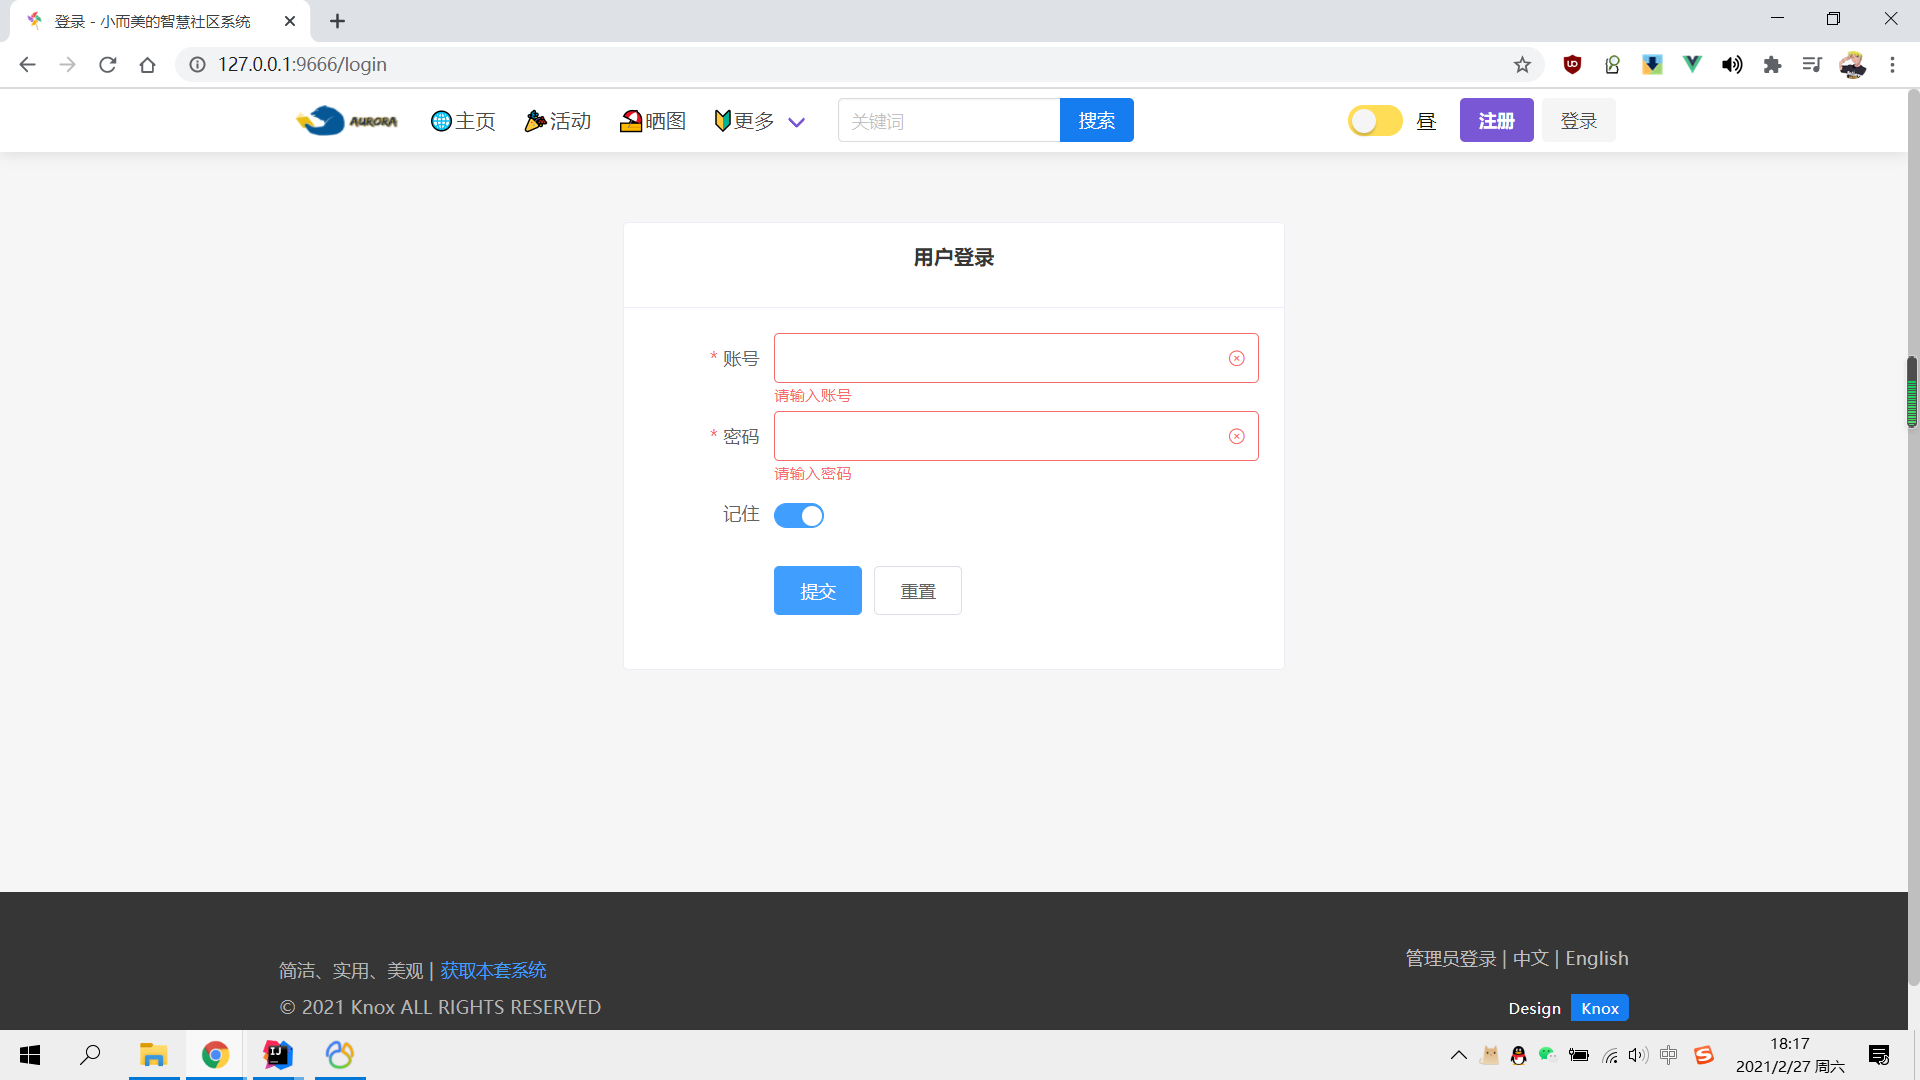 登录 - 小而美的智慧社区系统
127.0.0.1:9666/login
AURORA 主页 活动 晒图 更多 关键词 搜索 昼 注册 登录
用户登录
* 账号
请输入账号
* 密码
请输入密码
记住
提交 重置
简洁、实用、美观 | 获取本套系统
© 2021 Knox ALL RIGHTS RESERVED
管理员登录 | 中文 | English
Design Knox
中
18:17
2021/2/27 周六